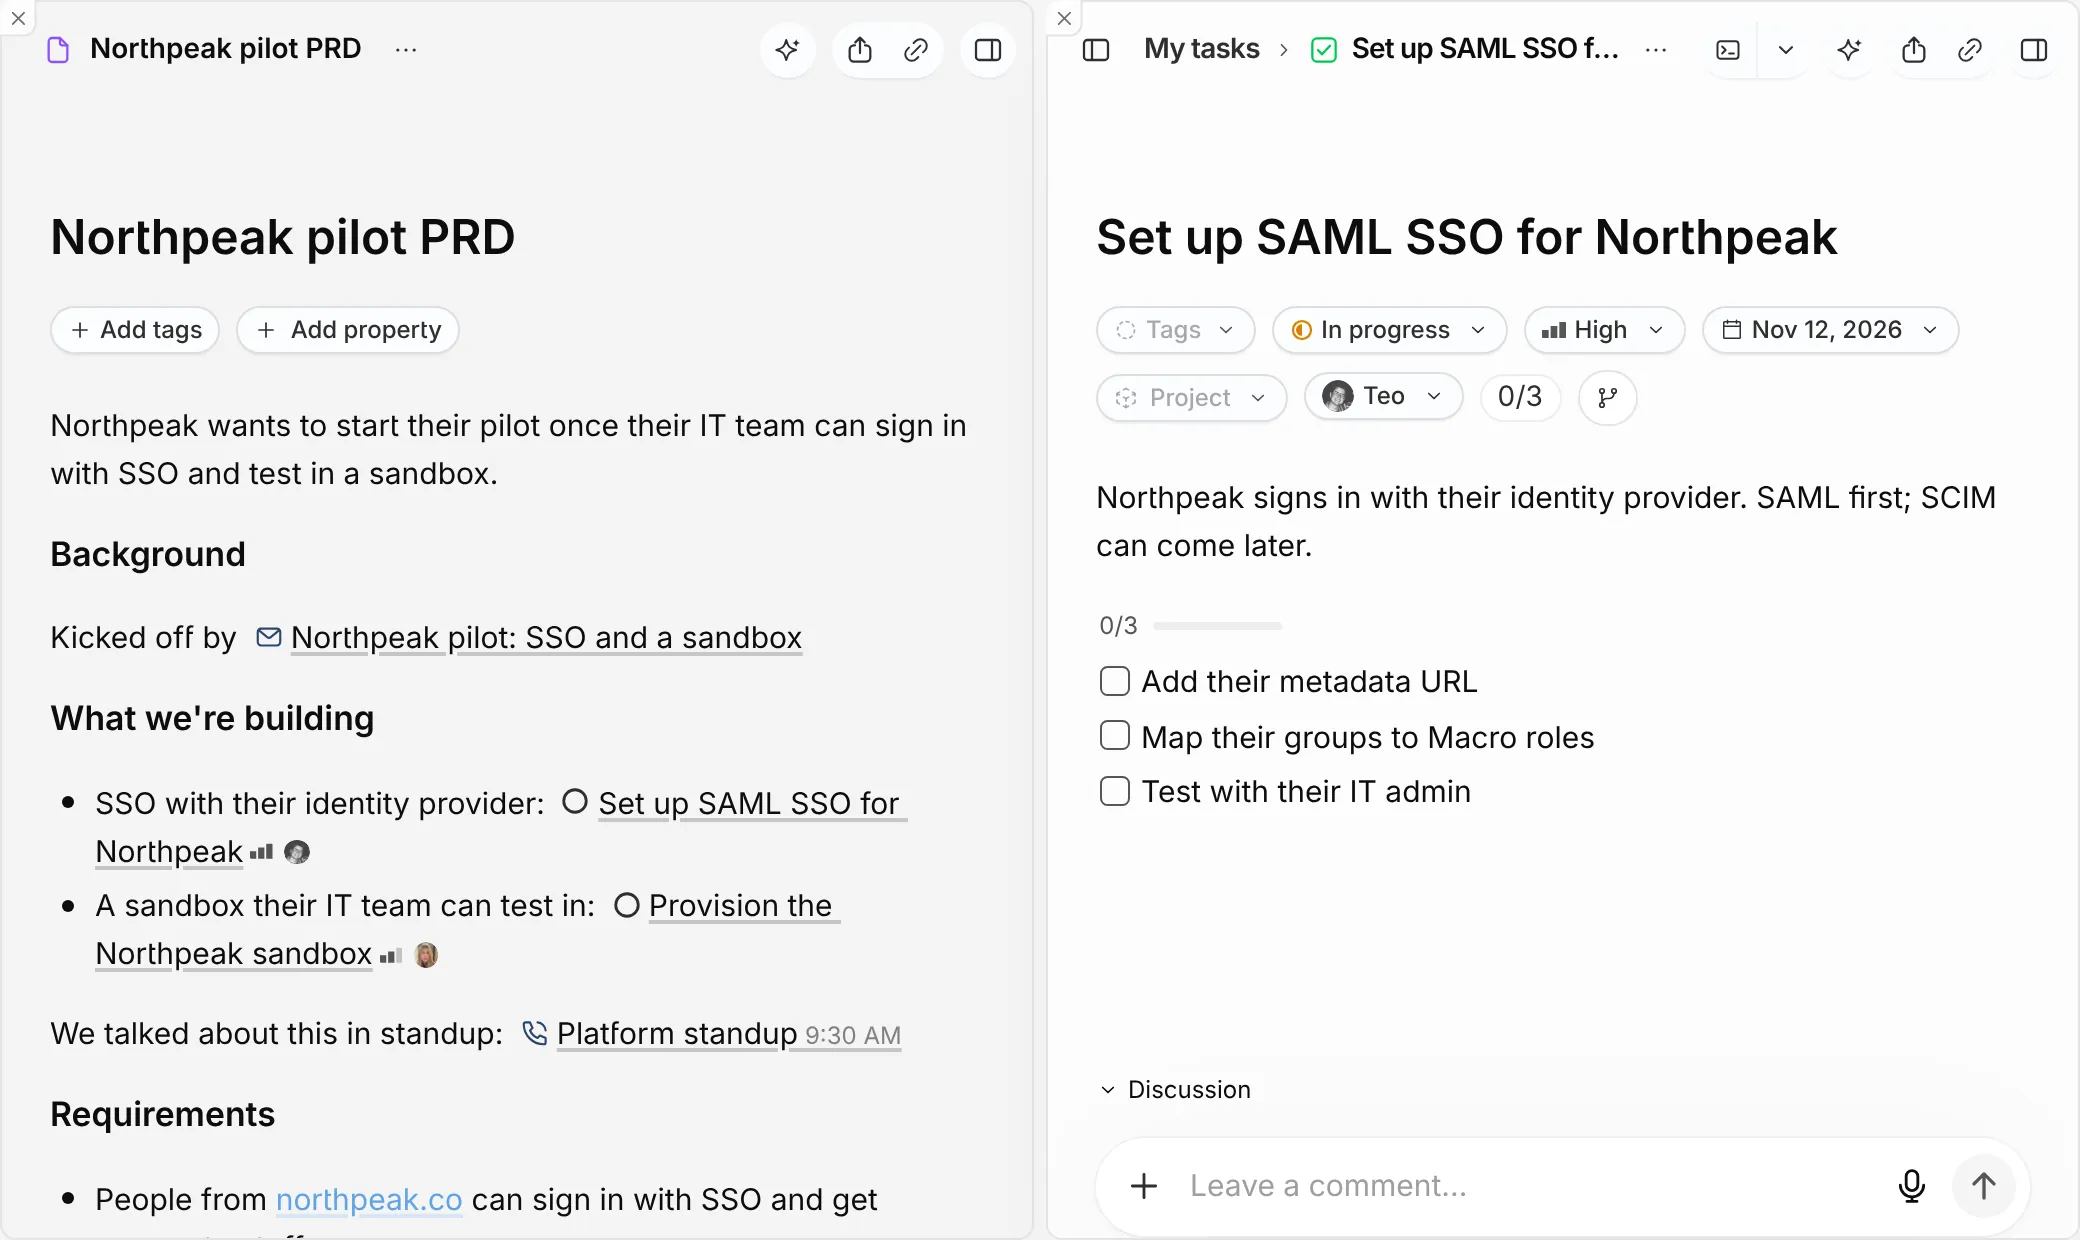 Northpeak pilot PRD ...
Northpeak pilot PRD
+ Add tags + Add property
Northpeak wants to start their pilot once their IT team can sign in
with SSO and test in a sandbox.
Background
Kicked off by Northpeak pilot: SSO and a sandbox
What we're building
• SSO with their identity provider: Set up SAML SSO for
Northpeak
• A sandbox their IT team can test in: Provision the
Northpeak sandbox
We talked about this in standup: Platform standup 9:30 AM
Requirements
• People from northpeak.co can sign in with SSO and get
My tasks > Set up SAML SSO f... ...
Set up SAML SSO for Northpeak
Tags In progress High Nov 12, 2026
Project Teo 0/3
Northpeak signs in with their identity provider. SAML first; SCIM
can come later.
0/3
Add their metadata URL
Map their groups to Macro roles
Test with their IT admin
Discussion
Leave a comment...